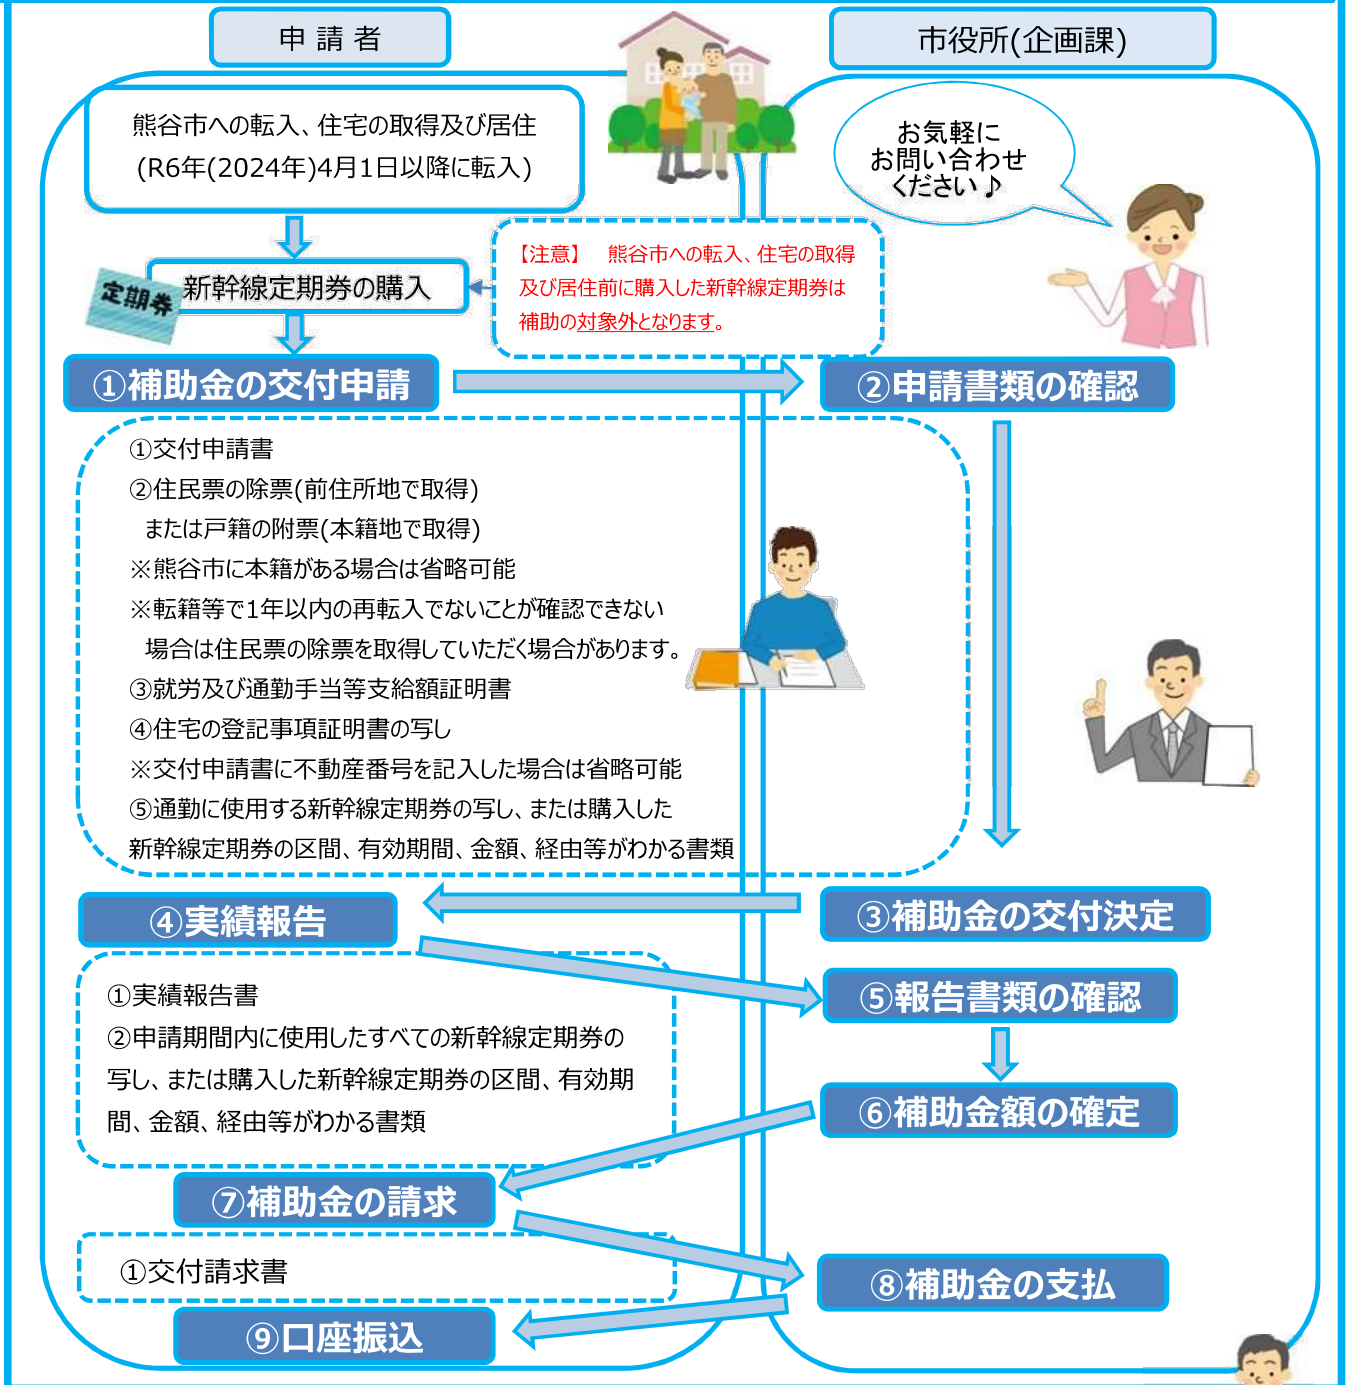 申 請 者
市役所(企画課)
熊谷市への転入、住宅の取得及び居住
(R6年(2024年)4月1日以降に転入)
お気軽に
お問い合わせ
ください♪
【注意】　熊谷市への転入、住宅の取得
及び居住前に購入した新幹線定期券は
補助の対象外となります。
定期券
新幹線定期券の購入
①補助金の交付申請
②申請書類の確認
①交付申請書
②住民票の除票(前住所地で取得)
または戸籍の附票(本籍地で取得)
※熊谷市に本籍がある場合は省略可能
※転籍等で1年以内の再転入でないことが確認できない
場合は住民票の除票を取得していただく場合があります。
③就労及び通勤手当等支給額証明書
④住宅の登記事項証明書の写し
※交付申請書に不動産番号を記入した場合は省略可能
⑤通勤に使用する新幹線定期券の写し、または購入した
新幹線定期券の区間、有効期間、金額、経由等がわかる書類
③補助金の交付決定
④実績報告
①実績報告書
②申請期間内に使用したすべての新幹線定期券の
写し、または購入した新幹線定期券の区間、有効期
間、金額、経由等がわかる書類
⑤報告書類の確認
⑥補助金額の確定
⑦補助金の請求
①交付請求書
⑧補助金の支払
⑨口座振込